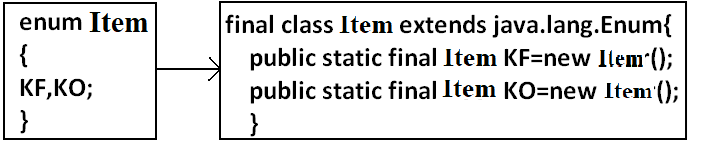 enum Item
{
KF,KO;
}
final class Item extends java.lang.Enum{
public static final Item KF=new Item();
public static final Item KO=new Item();
}